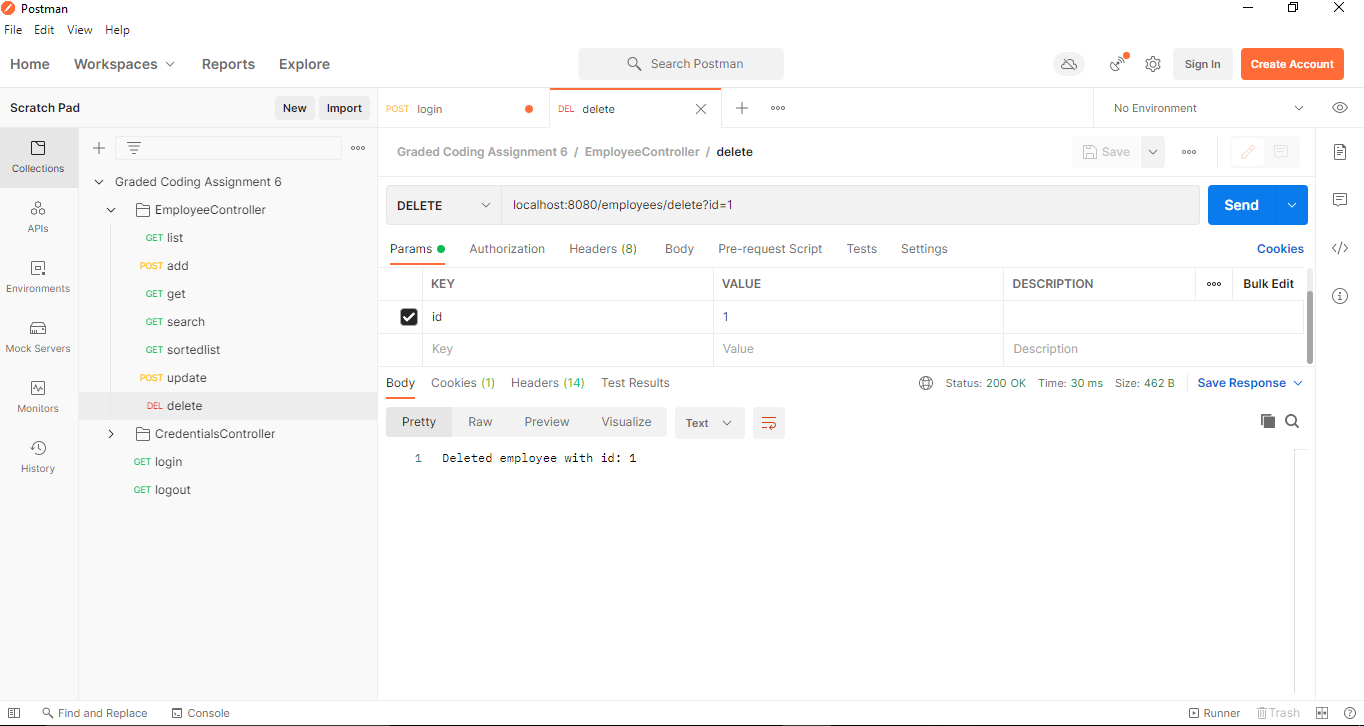 Postman
File Edit View Help
Home Workspaces Reports Explore Search Postman Sign In Create Account
Scratch Pad New Import
POST login DEL delete No Environment
Collections
APIs
Environments
Mock Servers
Monitors
History
Graded Coding Assignment 6
EmployeeController
GET list
POST add
GET get
GET search
GET sortedlist
POST update
DEL delete
CredentialsController
GET login
GET logout
Graded Coding Assignment 6 / EmployeeController / delete Save
DELETE localhost:8080/employees/delete?id=1 Send
Params Authorization Headers (8) Body Pre-request Script Tests Settings Cookies
KEY VALUE DESCRIPTION Bulk Edit
id 1
Key Value Description
Body Cookies (1) Headers (14) Test Results Status: 200 OK Time: 30 ms Size: 462 B Save Response
Pretty Raw Preview Visualize Text
1 Deleted employee with id: 1
Find and Replace Console Runner Trash